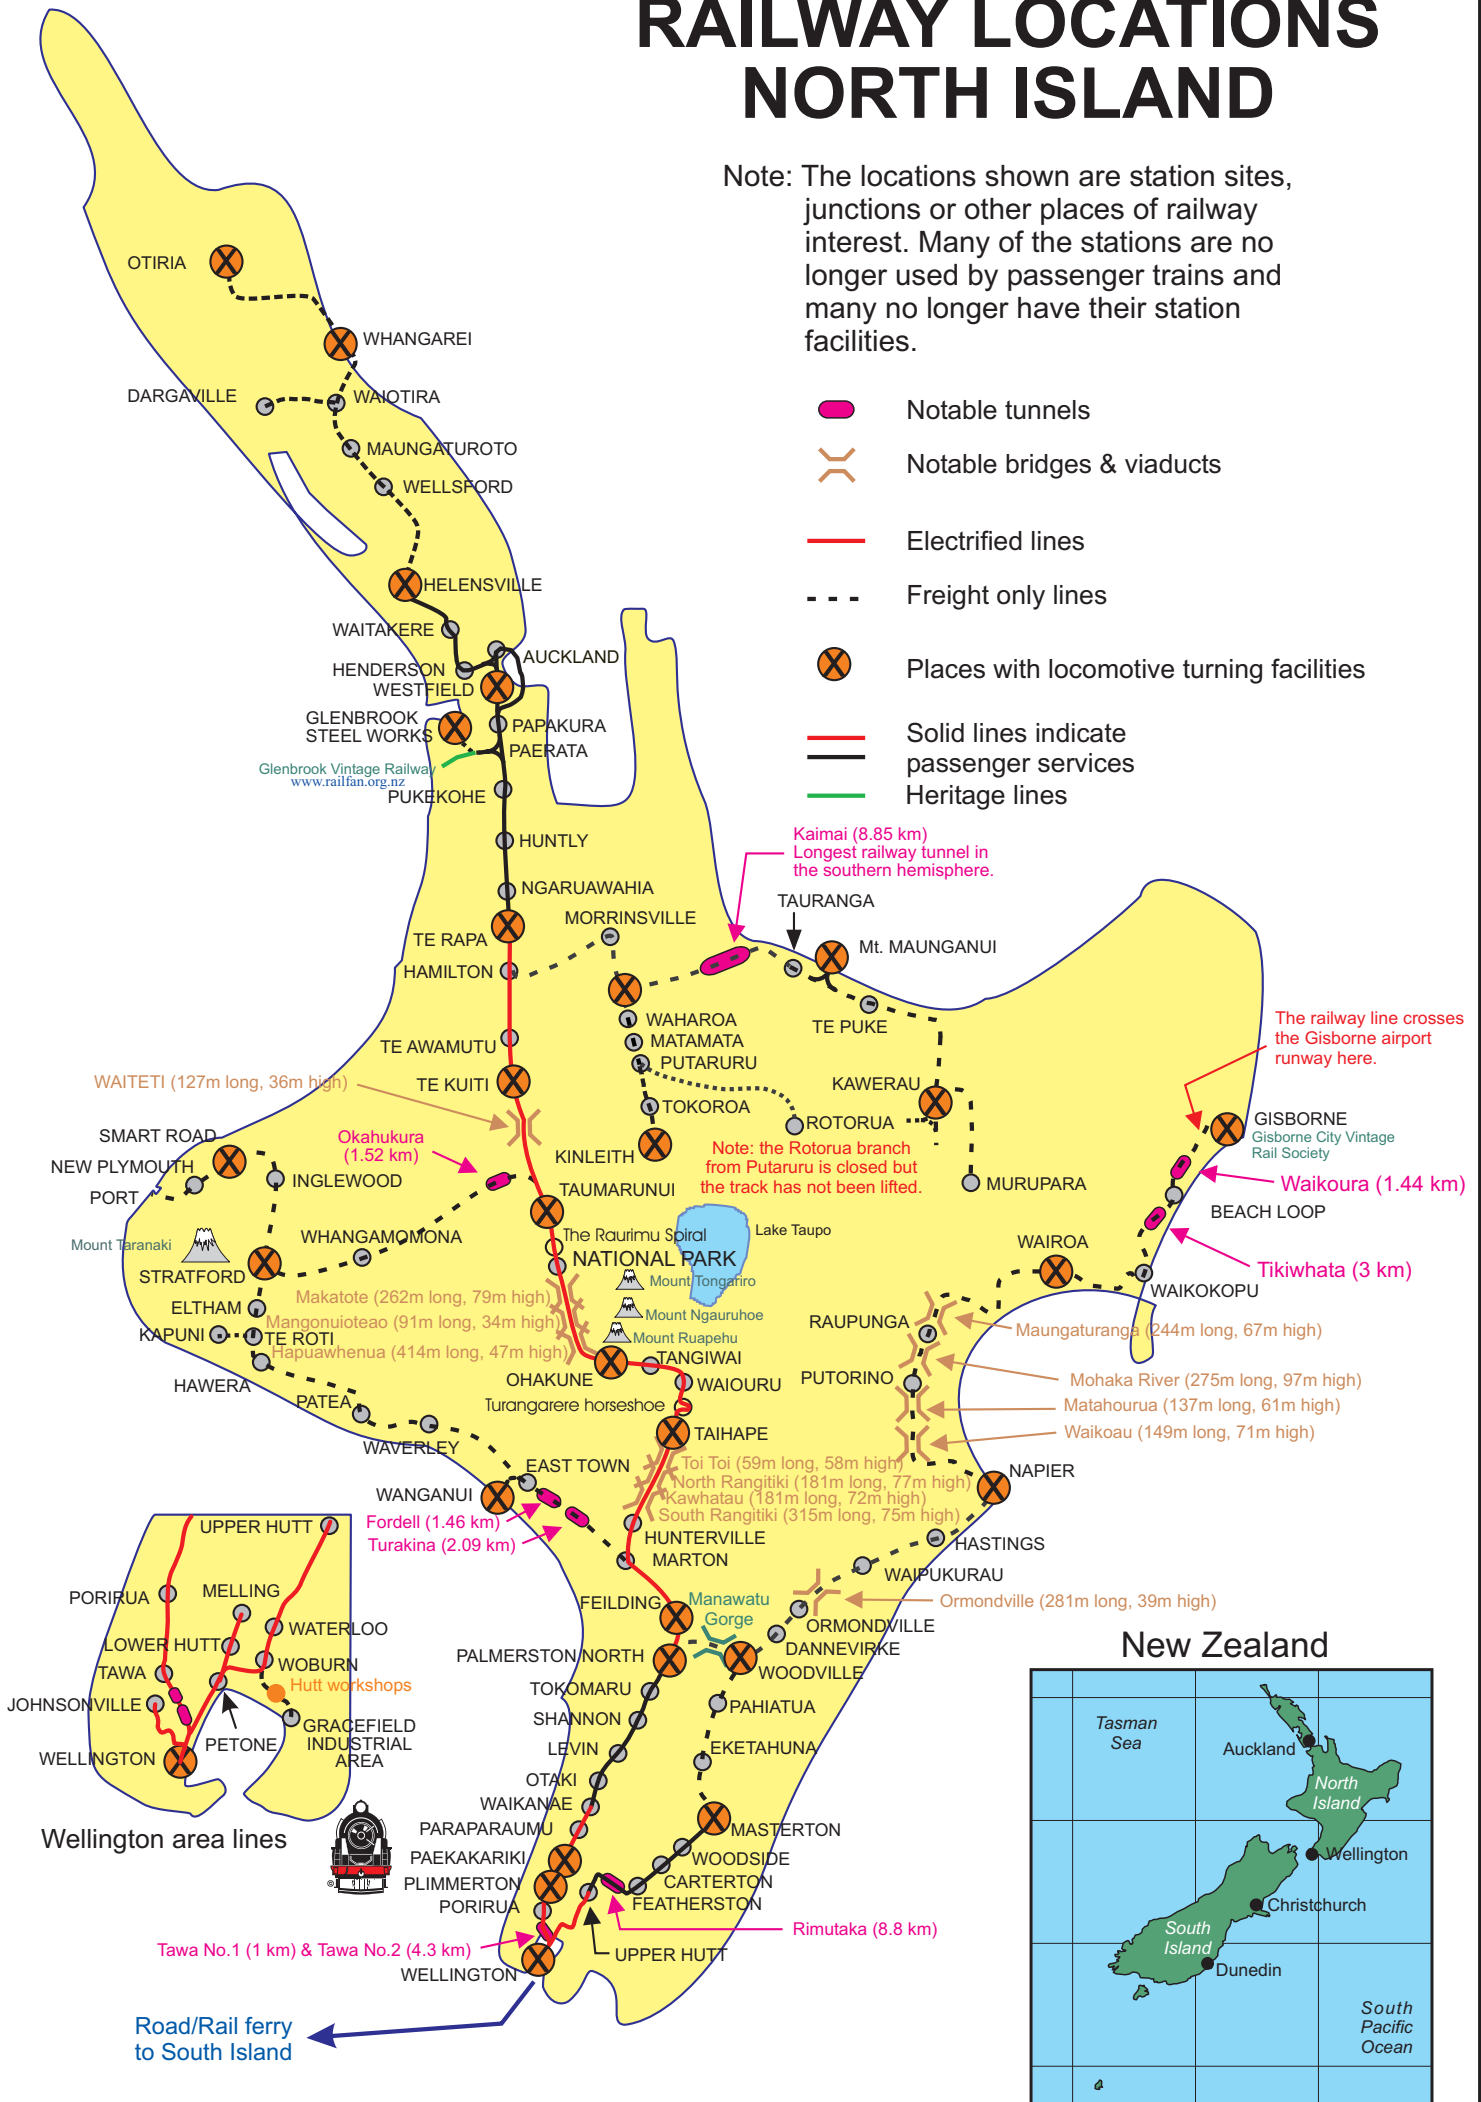 RAILWAY LOCATIONS
NORTH ISLAND
Note: The locations shown are station sites,
junctions or other places of railway
interest. Many of the stations are no
longer used by passenger trains and
many no longer have their station
facilities.
Notable tunnels
Notable bridges & viaducts
Electrified lines
Freight only lines
Places with locomotive turning facilities
Solid lines indicate
passenger services
Heritage lines
OTIRIA
WHANGAREI
DARGAVILLE
WAIOTIRA
MAUNGATUROTO
WELLSFORD
HELENSVILLE
WAITAKERE
AUCKLAND
HENDERSON
WESTFIELD
GLENBROOK
STEEL WORKS
PAPAKURA
PAERATA
Glenbrook Vintage Railway
www.railfan.org.nz
PUKEKOHE
HUNTLY
NGARUAWAHIA
Kaimai (8.85 km)
Longest railway tunnel in
the southern hemisphere.
TAURANGA
MORRINSVILLE
TE RAPA
Mt. MAUNGANUI
HAMILTON
WAHAROA
TE PUKE
MATAMATA
TE AWAMUTU
PUTARURU
The railway line crosses
the Gisborne airport
runway here.
WAITETI (127m long, 36m high)
TE KUITI
KAWERAU
TOKOROA
ROTORUA
GISBORNE
Gisborne City Vintage
Rail Society
SMART ROAD
Okahukura
(1.52 km)
KINLEITH
Note: the Rotorua branch
from Putaruru is closed but
the track has not been lifted.
NEW PLYMOUTH
INGLEWOOD
PORT
TAUMARUNUI
MURUPARA
Waikoura (1.44 km)
BEACH LOOP
Mount Taranaki
WHANGAMOMONA
The Raurimu Spiral
Lake Taupo
NATIONAL PARK
WAIROA
Tikiwhata (3 km)
STRATFORD
Mount Tongariro
WAIKOKOPU
Makatote (262m long, 79m high)
ELTHAM
Mangonuioteao (91m long, 34m high)
Mount Ngauruhoe
RAUPUNGA
Maungaturanga (244m long, 67m high)
KAPUNI
TE ROTI
Mount Ruapehu
Hapuawhenua (414m long, 47m high)
TANGIWAI
HAWERA
OHAKUNE
WAIOURU
PUTORINO
Mohaka River (275m long, 97m high)
PATEA
Turangarere horseshoe
Matahourua (137m long, 61m high)
WAVERLEY
TAIHAPE
Waikoau (149m long, 71m high)
EAST TOWN
Toi Toi (59m long, 58m high)
North Rangitiki (181m long, 77m high)
Kawhatau (181m long, 72m high)
South Rangitiki (315m long, 75m high)
NAPIER
WANGANUI
Fordell (1.46 km)
Turakina (2.09 km)
HUNTERVILLE
MARTON
HASTINGS
WAIPUKURAU
FEILDING
Manawatu
Gorge
Ormondville (281m long, 39m high)
ORMONDVILLE
DANNEVIRKE
PALMERSTON NORTH
WOODVILLE
TOKOMARU
PAHIATUA
SHANNON
LEVIN
EKETAHUNA
OTAKI
WAIKANAE
PARAPARAUMU
MASTERTON
PAEKAKARIKI
WOODSIDE
PLIMMERTON
CARTERTON
PORIRUA
FEATHERSTON
Rimutaka (8.8 km)
Tawa No.1 (1 km) & Tawa No.2 (4.3 km)
UPPER HUTT
WELLINGTON
Road/Rail ferry
to South Island
UPPER HUTT
PORIRUA
MELLING
WATERLOO
LOWER HUTT
TAWA
WOBURN
Hutt workshops
JOHNSONVILLE
GRACEFIELD
INDUSTRIAL
AREA
PETONE
WELLINGTON
Wellington area lines
©
New Zealand
Tasman
Sea
Auckland
North
Island
Wellington
Christchurch
South
Island
Dunedin
South
Pacific
Ocean